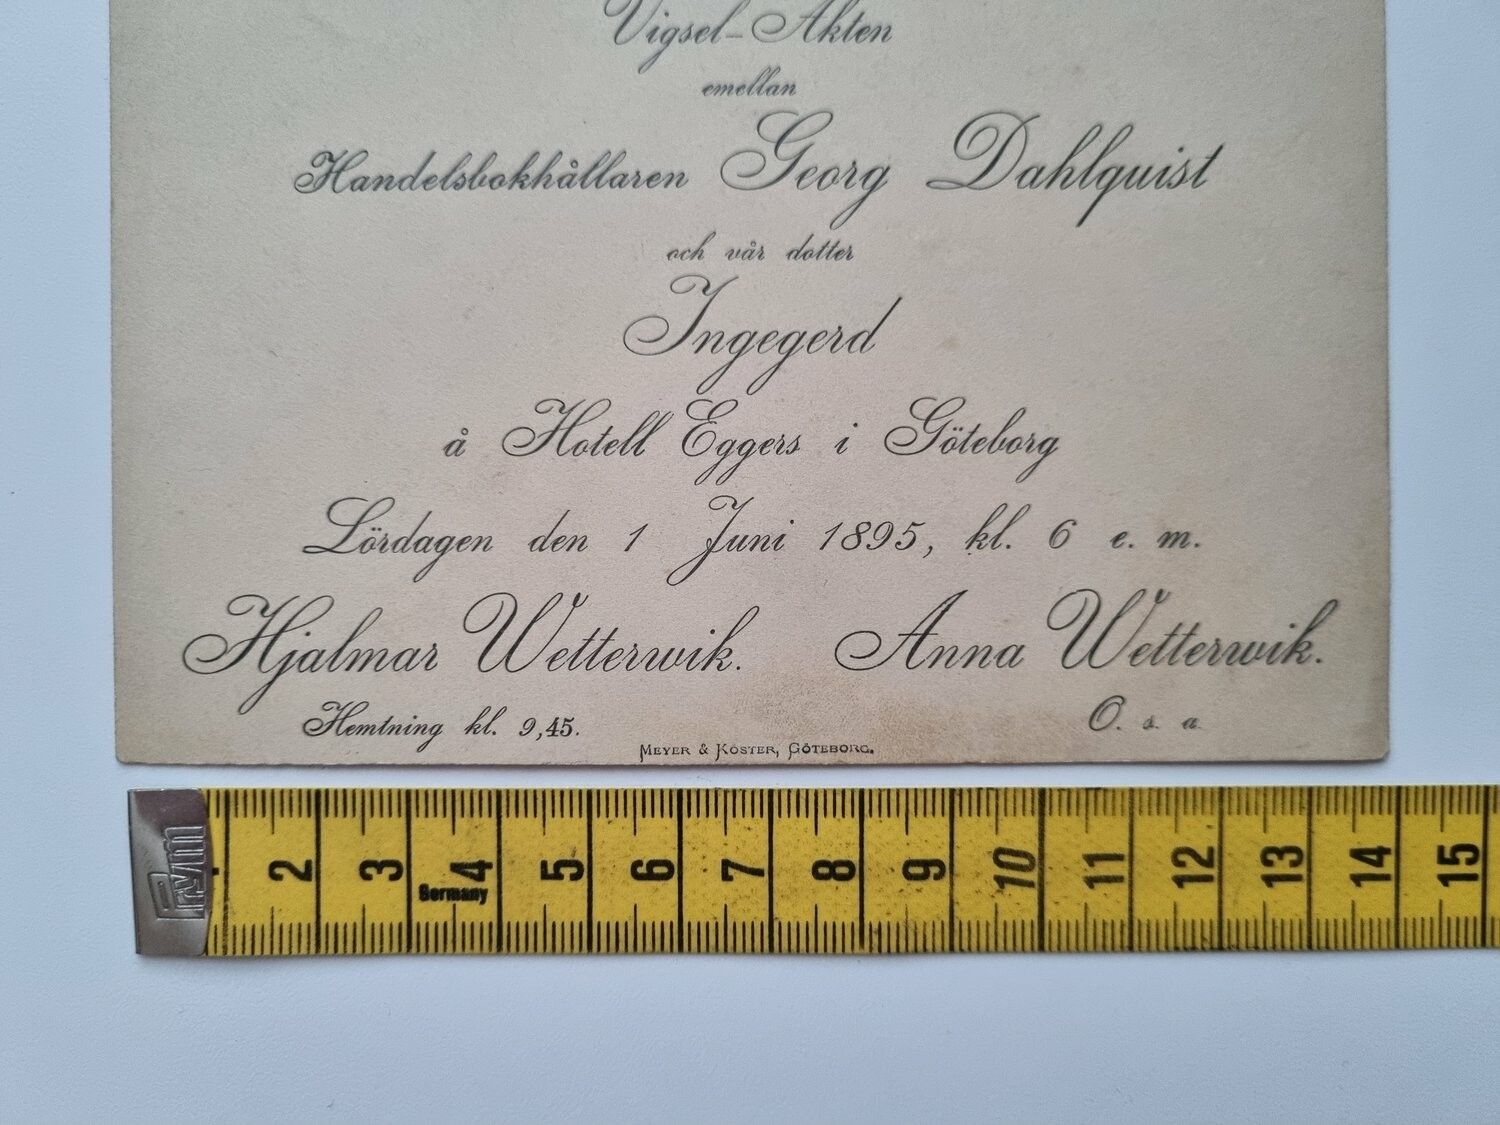 Vigsel-Akten
emellan
Handelsbokhållaren Georg Dahlquist
och vår dotter
Ingegerd
å Hotell Eggers i Göteborg
Lördagen den 1 Juni 1895, kl. 6 e. m.
Hjalmar Wetterwik. Anna Wetterwik.
Hemtning kl. 9,45. O. s. a.
MEYER & KÖSTER, GÖTEBORG.
Prym
2 3 4 5 6 7 8 9 10 11 12 13 14 15
Germany